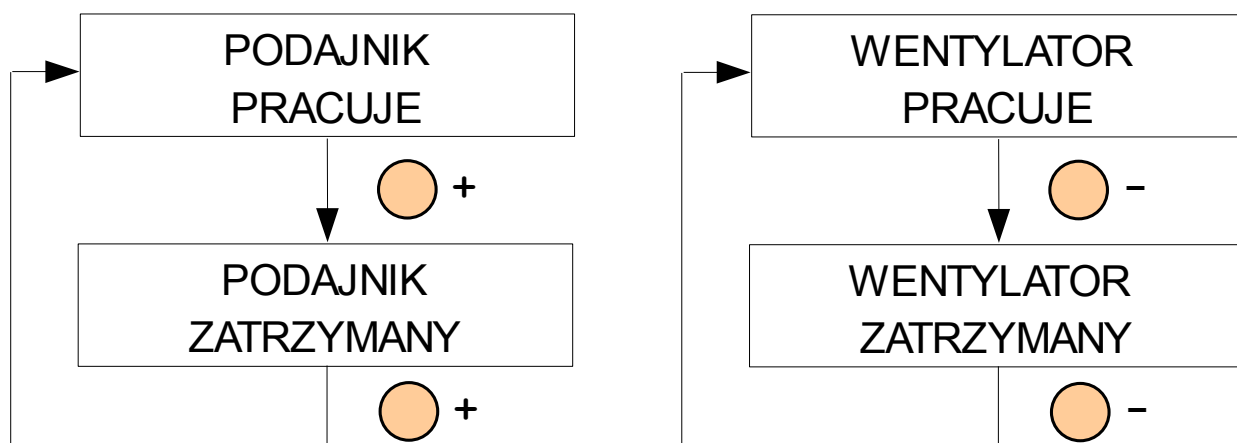 PODAJNIK
PRACUJE
+
PODAJNIK
ZATRZYMANY
+
WENTYLATOR
PRACUJE
-
WENTYLATOR
ZATRZYMANY
-